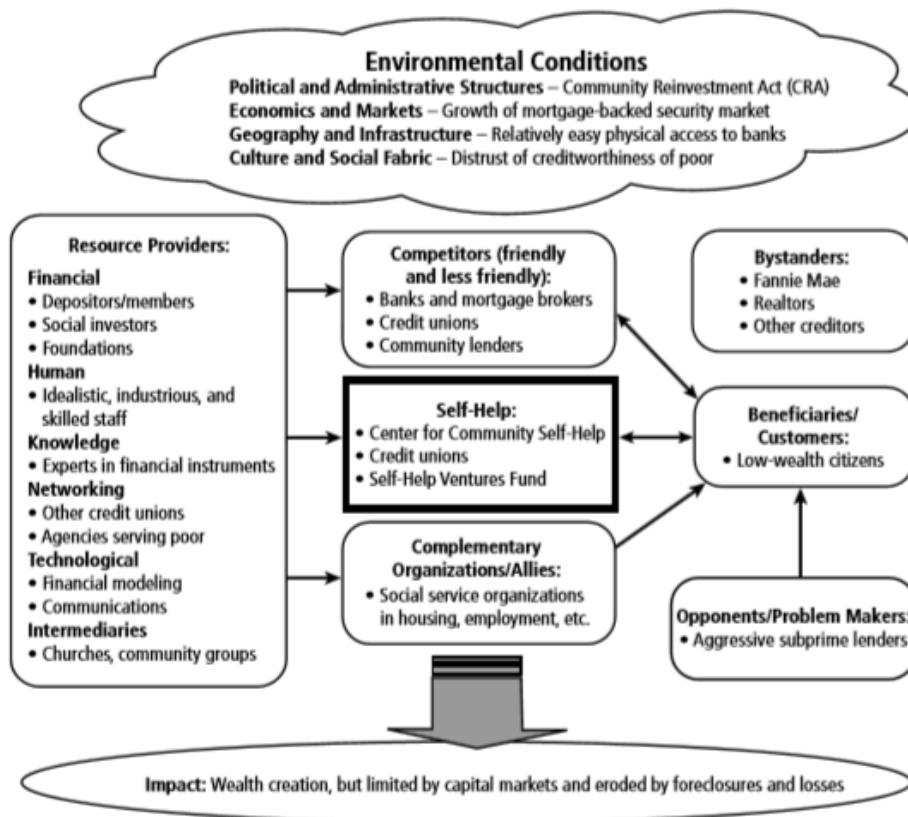 Environmental Conditions
Political and Administrative Structures – Community Reinvestment Act (CRA)
Economics and Markets – Growth of mortgage-backed security market
Geography and Infrastructure – Relatively easy physical access to banks
Culture and Social Fabric – Distrust of creditworthiness of poor
Resource Providers:
Financial
• Depositors/members
• Social investors
• Foundations
Human
• Idealistic, industrious, and
skilled staff
Knowledge
• Experts in financial instruments
Networking
• Other credit unions
• Agencies serving poor
Technological
• Financial modeling
• Communications
Intermediaries
• Churches, community groups
Competitors (friendly
and less friendly):
• Banks and mortgage brokers
• Credit unions
• Community lenders
Self-Help:
• Center for Community Self-Help
• Credit unions
• Self-Help Ventures Fund
Complementary
Organizations/Allies:
• Social service organizations
in housing, employment, etc.
Bystanders:
• Fannie Mae
• Realtors
• Other creditors
Beneficiaries/
Customers:
• Low-wealth citizens
Opponents/Problem Makers:
• Aggressive subprime lenders
Impact: Wealth creation, but limited by capital markets and eroded by foreclosures and losses